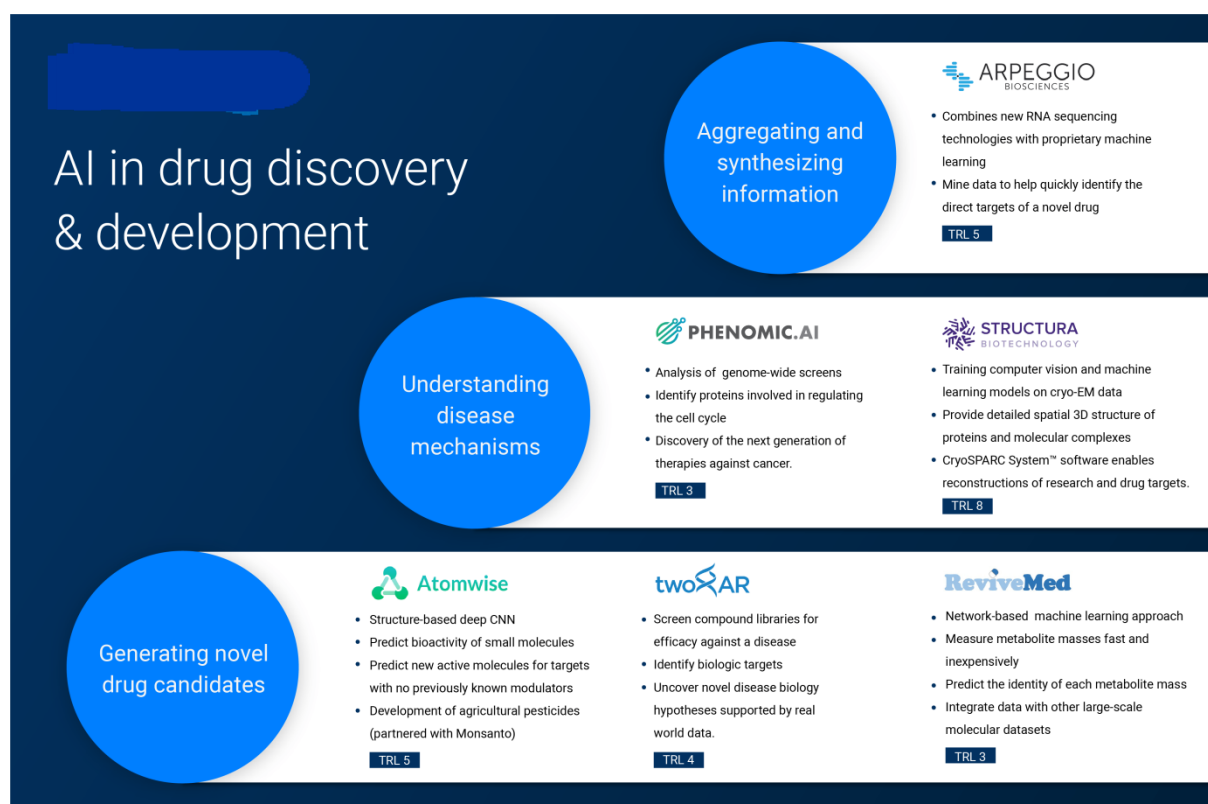 AI in drug discovery
& development
Aggregating and
synthesizing
information
ARPEGGIO
BIOSCIENCES
• Combines new RNA sequencing
technologies with proprietary machine
learning
• Mine data to help quickly identify the
direct targets of a novel drug
TRL 5
Understanding
disease
mechanisms
PHENOMIC.AI
• Analysis of genome-wide screens
• Identify proteins involved in regulating
the cell cycle
• Discovery of the next generation of
therapies against cancer.
TRL 3
STRUCTURA
BIOTECHNOLOGY
• Training computer vision and machine
learning models on cryo-EM data
• Provide detailed spatial 3D structure of
proteins and molecular complexes
• CryoSPARC System™ software enables
reconstructions of research and drug targets.
TRL 8
Generating novel
drug candidates
Atomwise
• Structure-based deep CNN
• Predict bioactivity of small molecules
• Predict new active molecules for targets
with no previously known modulators
• Development of agricultural pesticides
(partnered with Monsanto)
TRL 5
twoXAR
• Screen compound libraries for
efficacy against a disease
• Identify biologic targets
• Uncover novel disease biology
hypotheses supported by real
world data.
TRL 4
ReviveMed
• Network-based machine learning approach
• Measure metabolite masses fast and
inexpensively
• Predict the identity of each metabolite mass
• Integrate data with other large-scale
molecular datasets
TRL 3